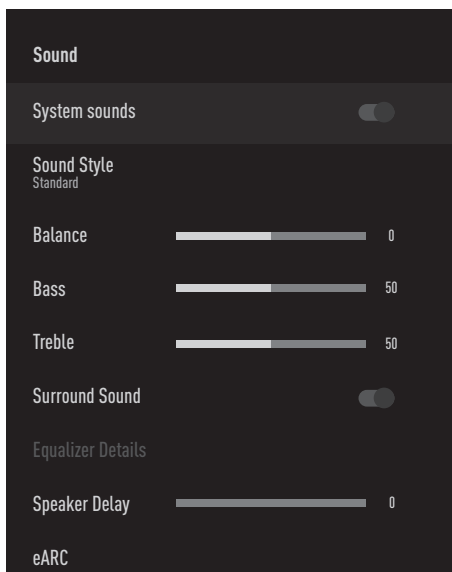 Sound
System sounds
Sound Style
Standard
Balance 0
Bass 50
Treble 50
Surround Sound
Equalizer Details
Speaker Delay 0
eARC